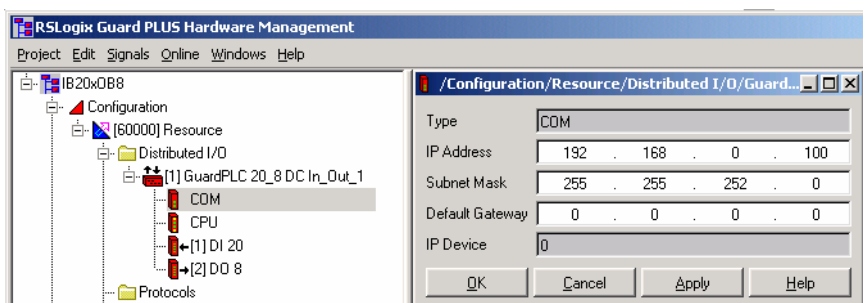 RSLogix Guard PLUS Hardware Management
Project Edit Signals Online Windows Help
IB20xOB8
Configuration
[60000] Resource
Distributed I/O
[1] GuardPLC 20_8 DC In_Out_1
COM
CPU
[1] DI 20
[2] DO 8
Protocols
/Configuration/Resource/Distributed I/O/Guard...
Type COM
IP Address 192 . 168 . 0 . 100
Subnet Mask 255 . 255 . 252 . 0
Default Gateway 0 . 0 . 0 . 0
IP Device 0
OK Cancel Apply Help